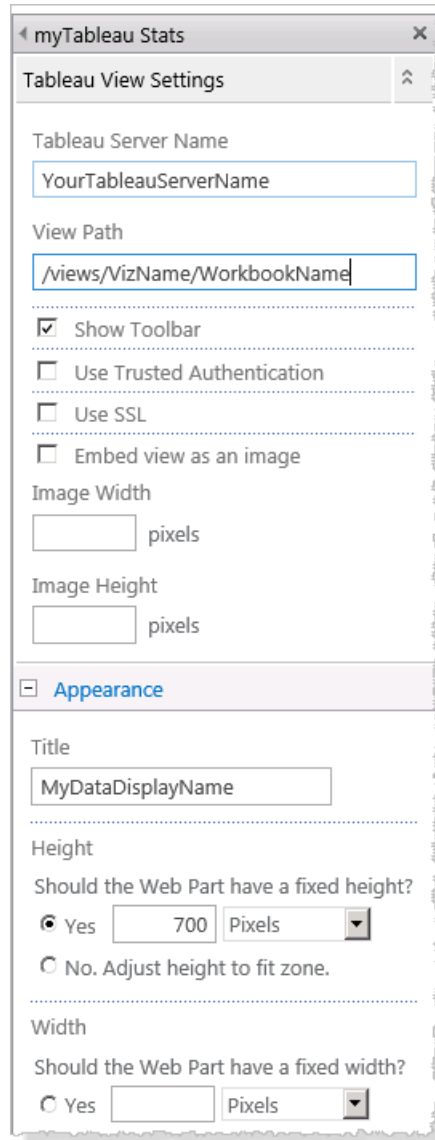 myTableau Stats
Tableau View Settings
Tableau Server Name
YourTableauServerName
View Path
/views/VizName/WorkbookName
Show Toolbar
Use Trusted Authentication
Use SSL
Embed view as an image
Image Width
pixels
Image Height
pixels
Appearance
Title
MyDataDisplayName
Height
Should the Web Part have a fixed height?
Yes 700 Pixels
No. Adjust height to fit zone.
Width
Should the Web Part have a fixed width?
Yes Pixels